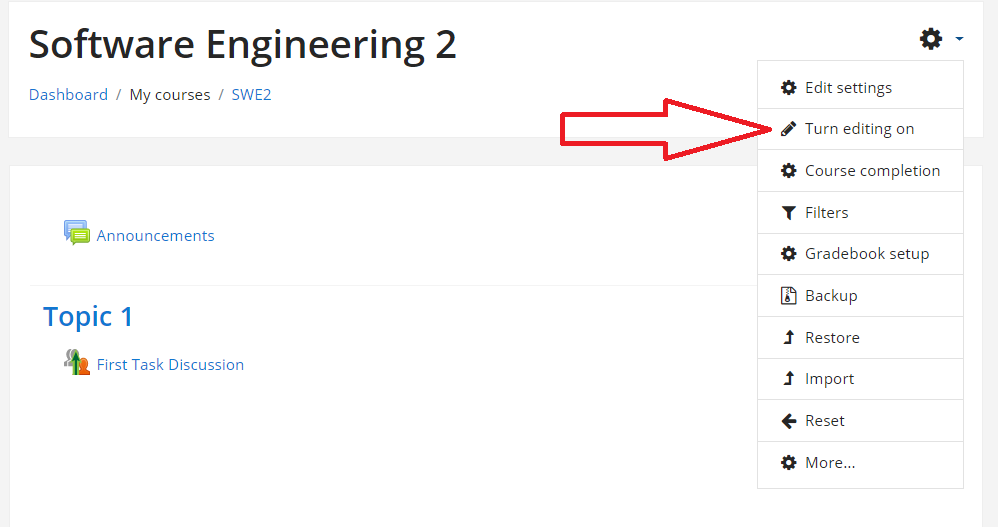 Software Engineering 2
Dashboard / My courses / SWE2
Edit settings
Turn editing on
Course completion
Filters
Gradebook setup
Backup
Restore
Import
Reset
More...
Announcements
Topic 1
First Task Discussion